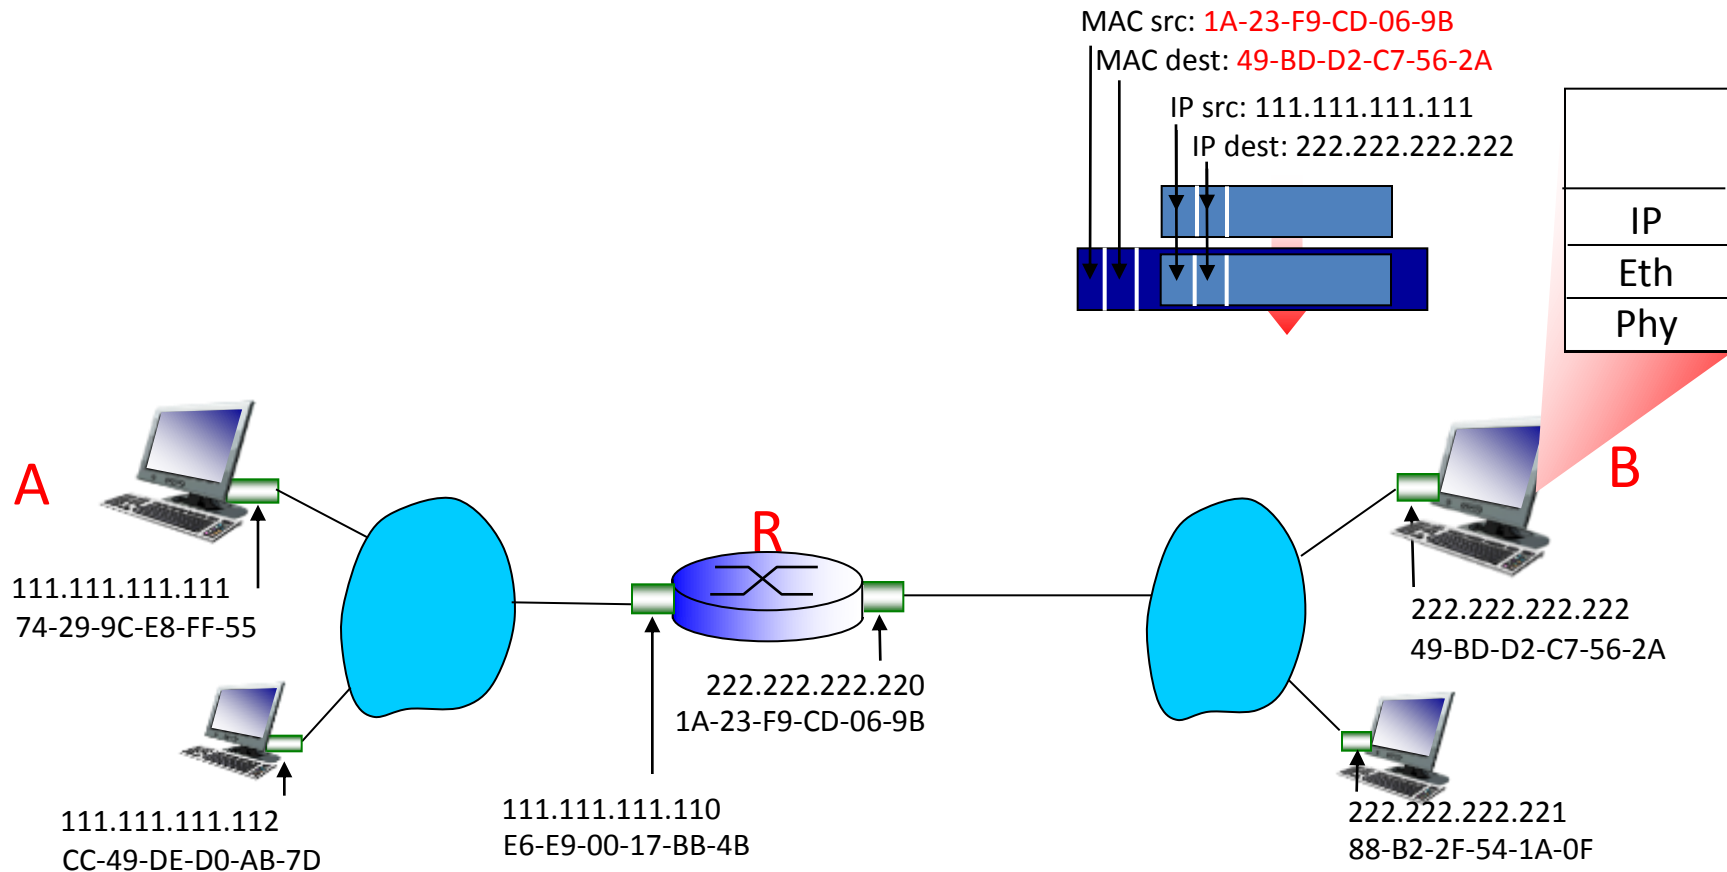 MAC src: 1A-23-F9-CD-06-9B
MAC dest: 49-BD-D2-C7-56-2A
IP src: 111.111.111.111
IP dest: 222.222.222.222
IP
Eth
Phy
A
R
B
111.111.111.111
74-29-9C-E8-FF-55
222.222.222.222
49-BD-D2-C7-56-2A
222.222.222.220
1A-23-F9-CD-06-9B
111.111.111.112
CC-49-DE-D0-AB-7D
111.111.111.110
E6-E9-00-17-BB-4B
222.222.222.221
88-B2-2F-54-1A-0F